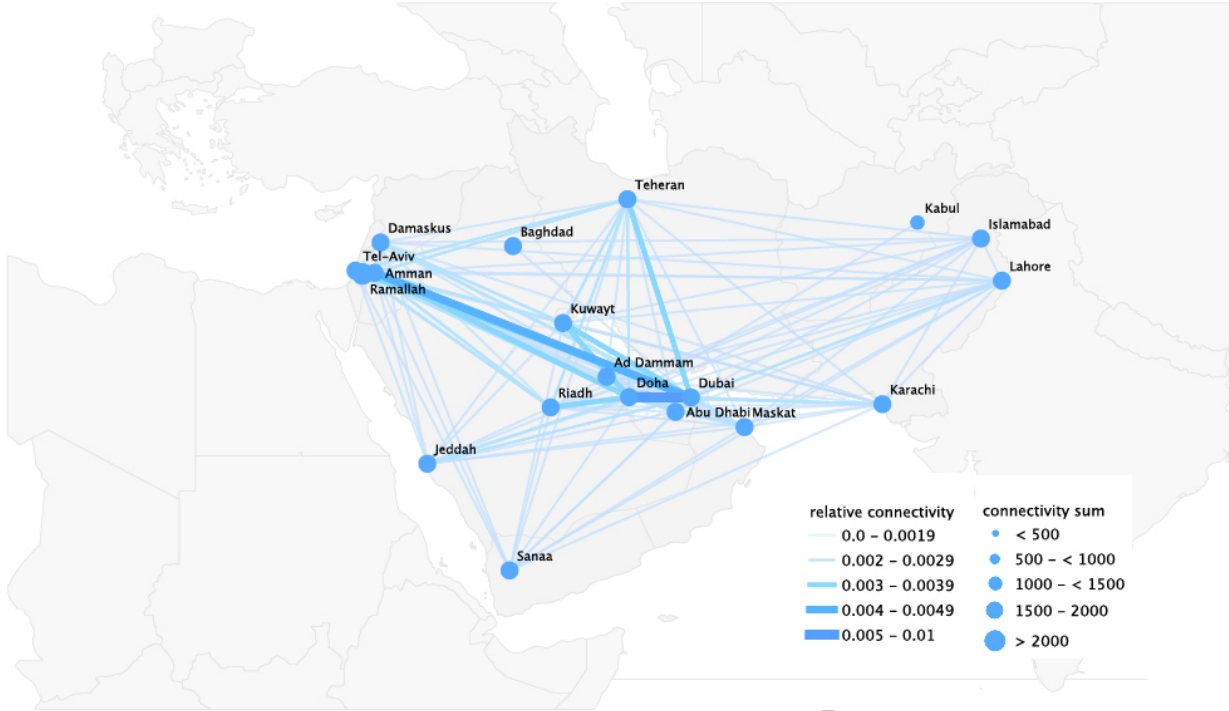 Teheran
Kabul
Islamabad
Damaskus
Baghdad
Tel-Aviv
Lahore
Amman
Ramallah
Kuwayt
Ad Dammam
Riadh
Doha
Dubai
Karachi
Abu Dhabi
Maskat
Jeddah
Sanaa
relative connectivity
0.0 – 0.0019
0.002 – 0.0029
0.003 – 0.0039
0.004 – 0.0049
0.005 – 0.01
connectivity sum
< 500
500 – < 1000
1000 – < 1500
1500 – 2000
> 2000